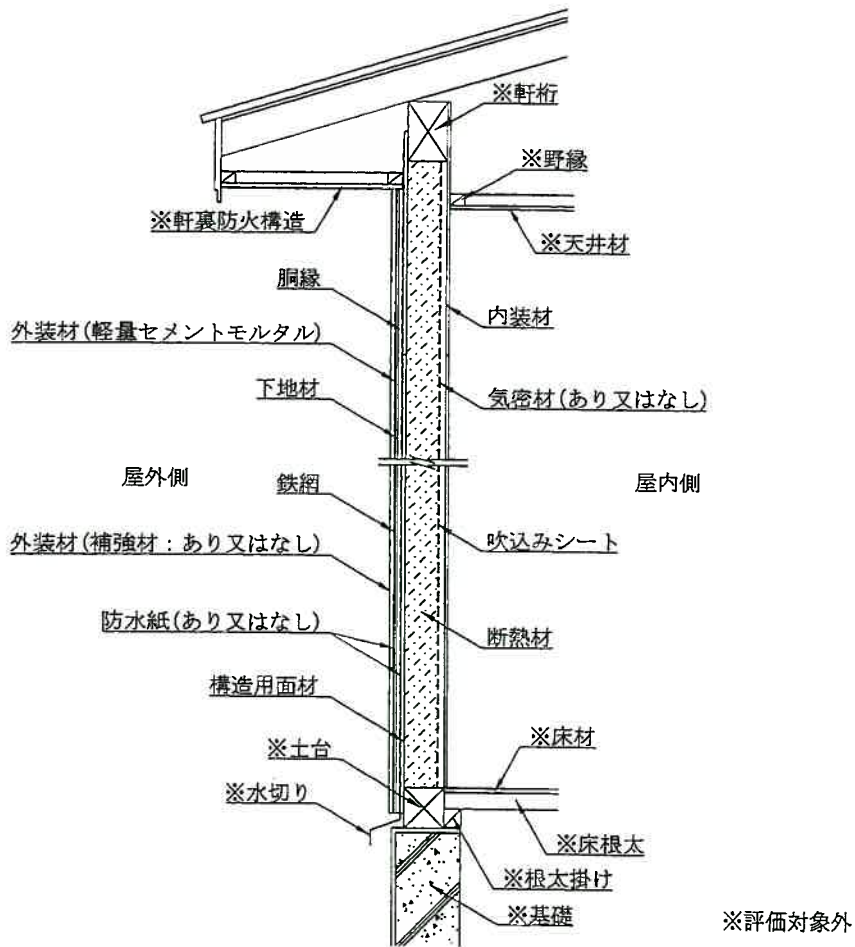 ※軒桁
※野縁
※軒裏防火構造
※天井材
胴縁
内装材
外装材(軽量セメントモルタル)
下地材
気密材(あり又はなし)
屋外側
鉄網
屋内側
外装材(補強材:あり又はなし)
吹込みシート
防水紙(あり又はなし)
断熱材
構造用面材
※土台
※床材
※水切り
※床根太
※根太掛け
※基礎
※評価対象外